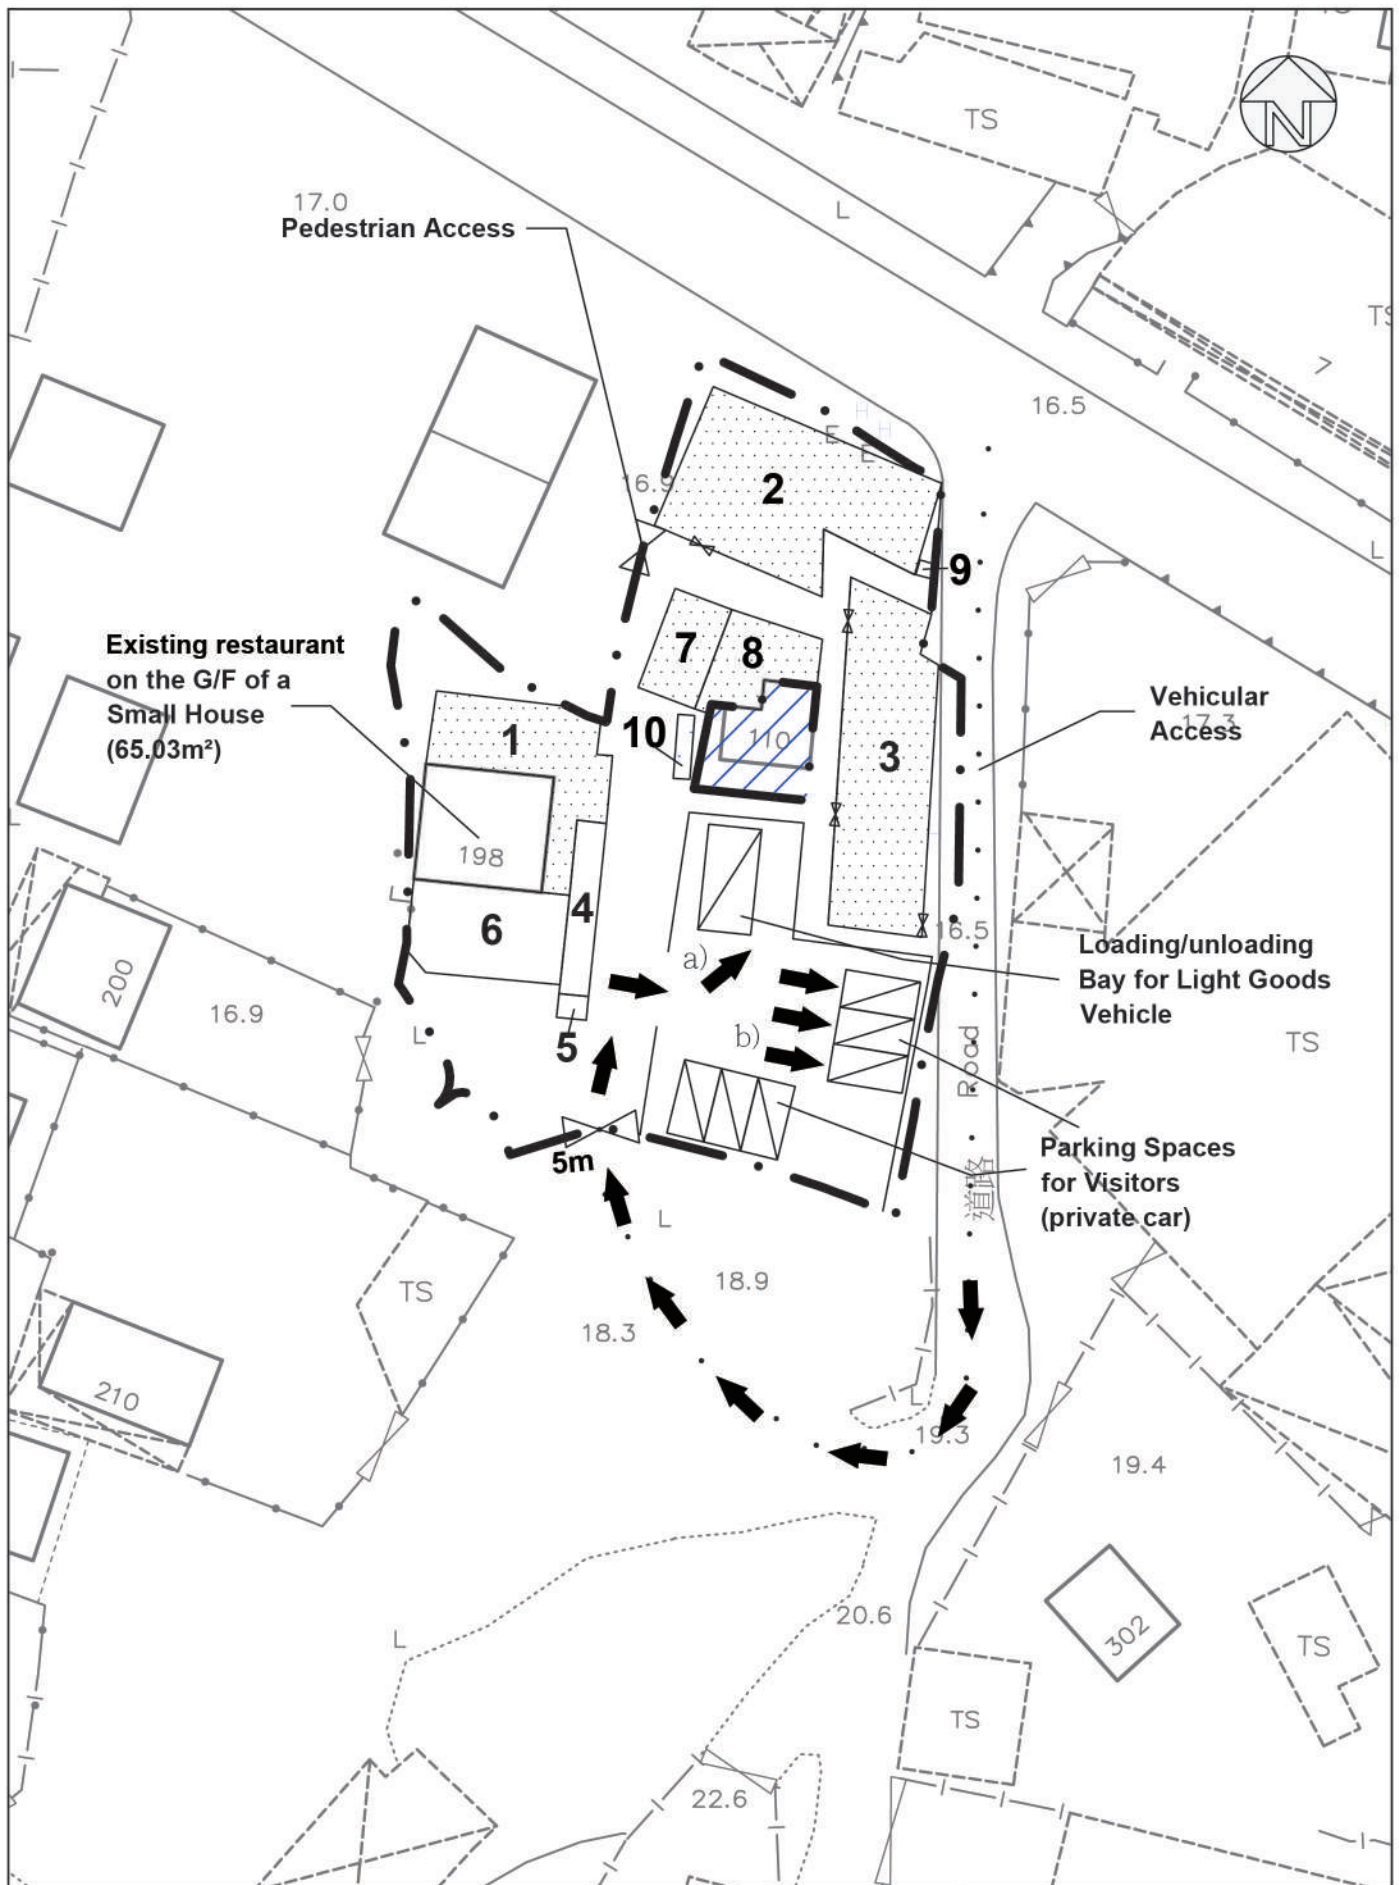 TS
N
L
17.0
Pedestrian Access
TS
7
16.5
H
H
E
E
2
16.9
L
9
Existing restaurant
on the G/F of a
Small House
(65.03m²)
7
8
Vehicular
Access
17.3
1
10
110
3
198
L
4
6
16.5
Loading/unloading
Bay for Light Goods
Vehicle
a)
200
16.9
L
5
b)
Road
TS
道路
Parking Spaces
for Visitors
(private car)
5m
L
18.9
TS
18.3
210
L
19.3
19.4
20.6
L
302
TS
TS
22.6